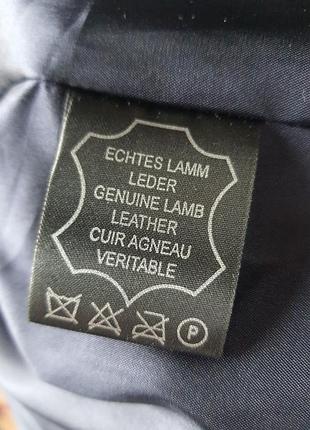 ECHTES LAMM
LEDER
GENUINE LAMB
LEATHER
CUIR AGNEAU
VERITABLE
P